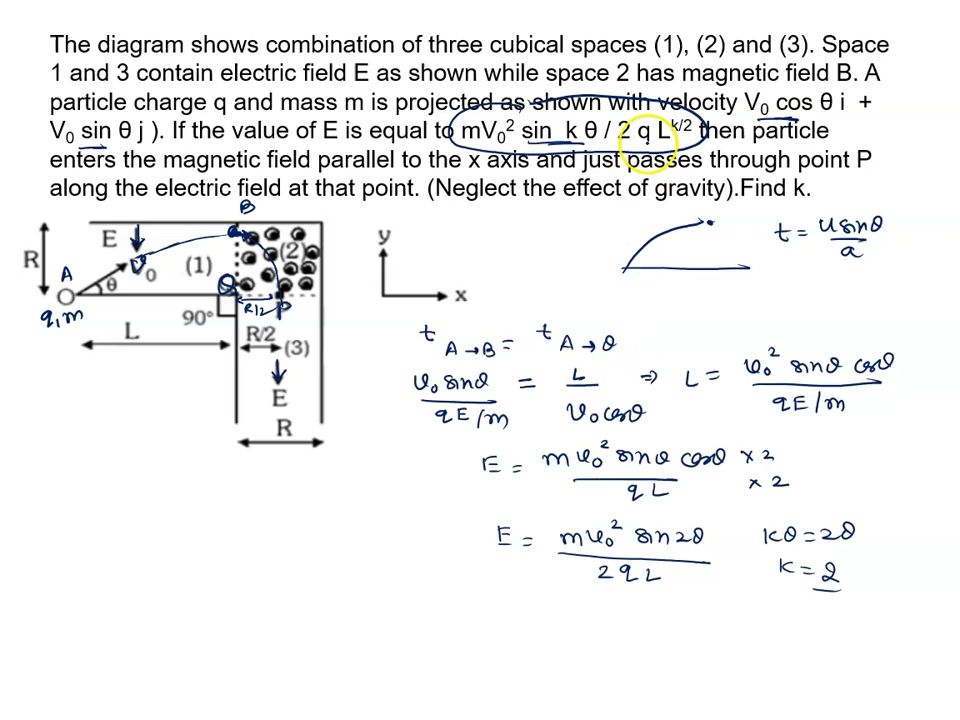 The diagram shows combination of three cubical spaces (1), (2) and (3). Space
1 and 3 contain electric field E as shown while space 2 has magnetic field B. A
particle charge q and mass m is projected as shown with velocity V₀ cos θ i +
V₀ sin θ j ). If the value of E is equal to mV₀² sin k θ / 2 q L^k/2 then particle
enters the magnetic field parallel to the x axis and just passes through point P
along the electric field at that point. (Neglect the effect of gravity).Find k.
B
E
R
A
θ
V₀
(1)
(2)
Q
R/2
P
q,m
90°
L
R/2
(3)
E
R
y
x
t = u sinθ / a
t A→B = t A→Q
v₀ sinθ / qE/m = L / v₀ cosθ ⇒ L = v₀² sinθ cosθ / qE/m
E = m v₀² sinθ cosθ × 2 / qL × 2
E = m v₀² sin2θ / 2qL
kθ = 2θ
k = 2